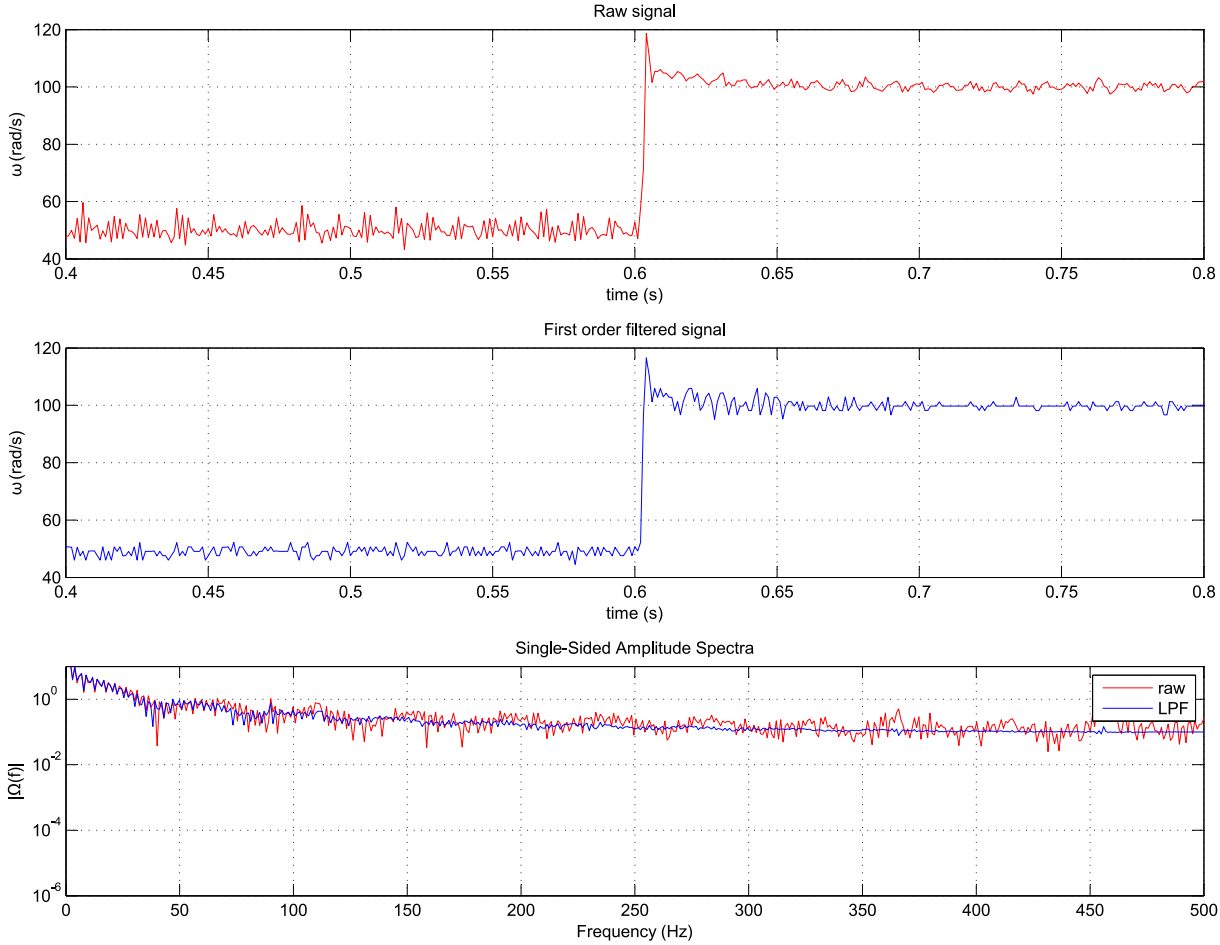 Raw signal
120
100
80
60
40
ω (rad/s)
0.4 0.45 0.5 0.55 0.6 0.65 0.7 0.75 0.8
time (s)
First order filtered signal
120
100
80
60
40
ω (rad/s)
0.4 0.45 0.5 0.55 0.6 0.65 0.7 0.75 0.8
time (s)
Single-Sided Amplitude Spectra
10^0
10^-2
10^-4
10^-6
|Ω(f)|
raw
LPF
0 50 100 150 200 250 300 350 400 450 500
Frequency (Hz)